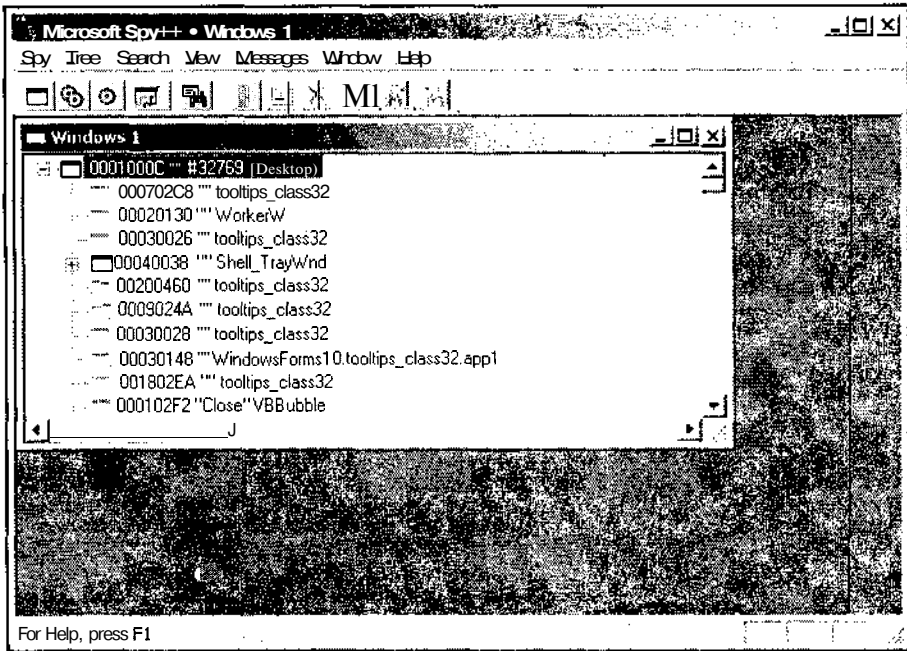 Microsoft Spy++ • Windows 1
Spy Tree Search View Messages Window Help
M1
Windows 1
0001000C "" #32769 (Desktop)
000702C8 "" tooltips_class32
00020130 "" WorkerW
00030026 "" tooltips_class32
00040038 "" Shell_TrayWnd
00200460 "" tooltips_class32
0009024A "" tooltips_class32
00030028 "" tooltips_class32
00030148 "" WindowsForms10.tooltips_class32.app1
001802EA "" tooltips_class32
000102F2 "Close" VBBubble
For Help, press F1